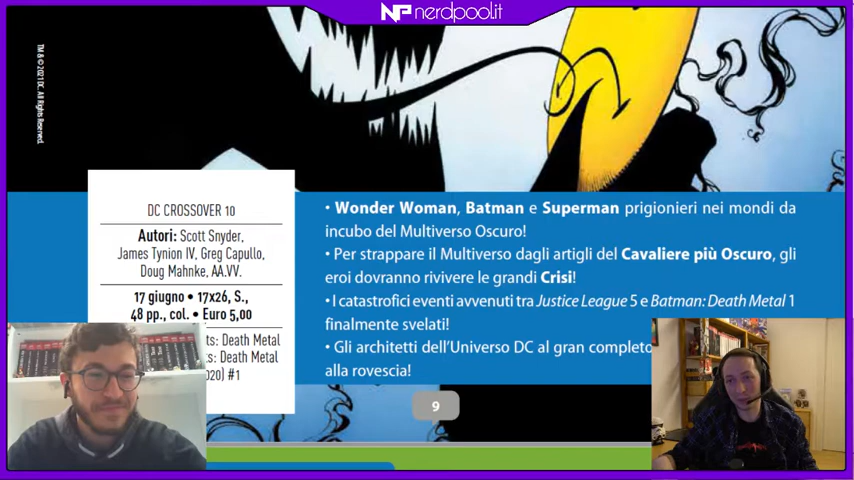 NP nerdpool.it
TM & © 2021 DC. All Rights Reserved.
DC CROSSOVER 10
Autori: Scott Snyder,
James Tynion IV, Greg Capullo,
Doug Mahnke, AA.VV.
17 giugno • 17x26, S.,
48 pp., col. • Euro 5,00
ts: Death Metal
ts: Death Metal
20) #1
• Wonder Woman, Batman e Superman prigionieri nei mondi da
incubo del Multiverso Oscuro!
• Per strappare il Multiverso dagli artigli del Cavaliere più Oscuro, gli
eroi dovranno rivivere le grandi Crisi!
• I catastrofici eventi avvenuti tra Justice League 5 e Batman: Death Metal 1
finalmente svelati!
• Gli architetti dell'Universo DC al gran completo
alla rovescia!
9